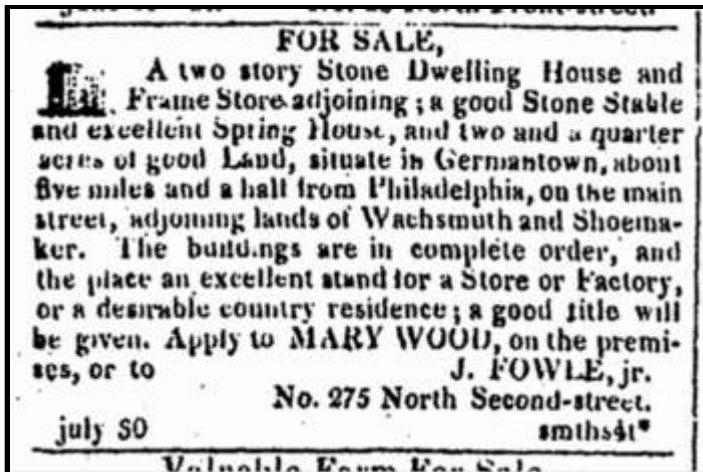 FOR SALE,
A two story Stone Dwelling House and
Frame Store adjoining; a good Stone Stable
and excellent Spring House, and two and a quarter
acres of good Land, situate in Germantown, about
five miles and a half from Philadelphia, on the main
street, adjoining lands of Wachsmuth and Shoema-
ker. The buildings are in complete order, and
the place an excellent stand for a Store or Factory,
or a desirable country residence; a good title will
be given. Apply to MARY WOOD, on the premi-
ses, or to J. FOWLE, jr.
No. 275 North Second-street.
july 30 smths4t*
Valuable Farm For Sale